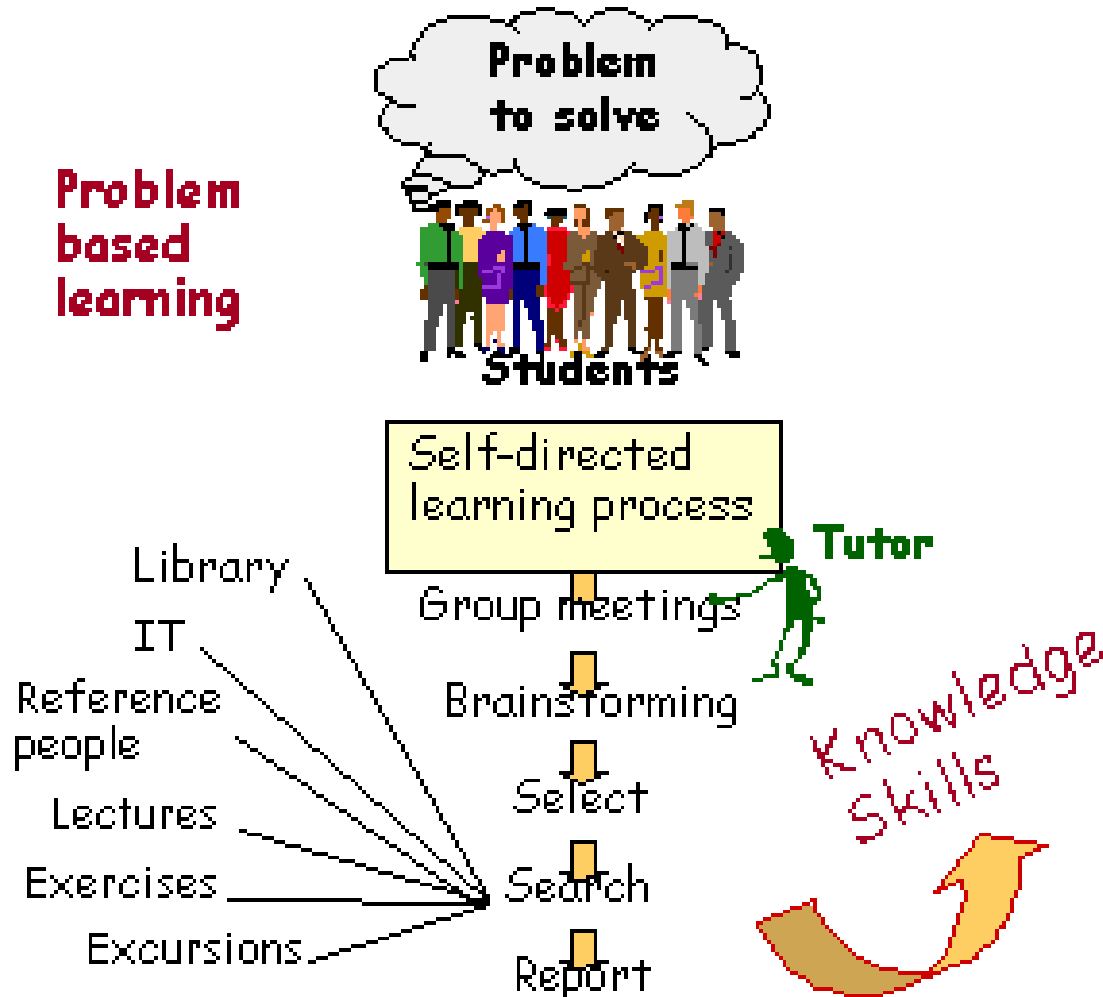 Problem
to solve
Problem
based
learning
Students
Self-directed
learning process
Tutor
Group meetings
Brainstorming
Select
Search
Report
Library
IT
Reference
people
Lectures
Exercises
Excursions
Knowledge
Skills